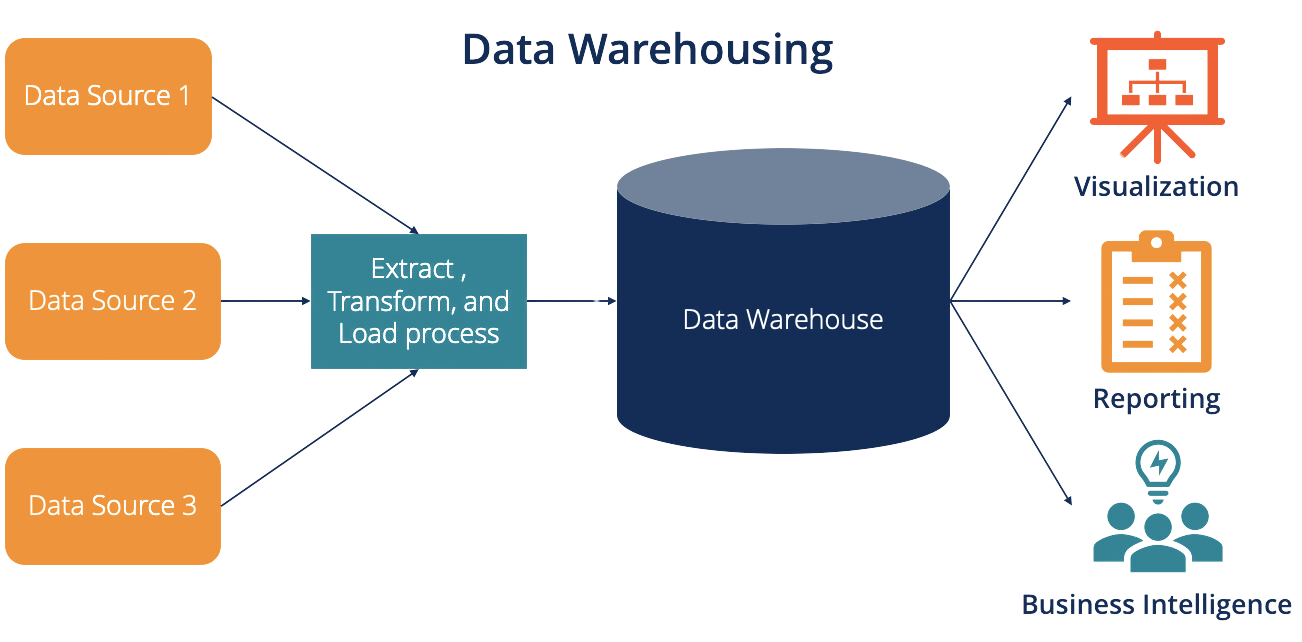 Data Warehousing
Data Source 1
Data Source 2
Data Source 3
Extract ,
Transform, and
Load process
Data Warehouse
Visualization
Reporting
Business Intelligence